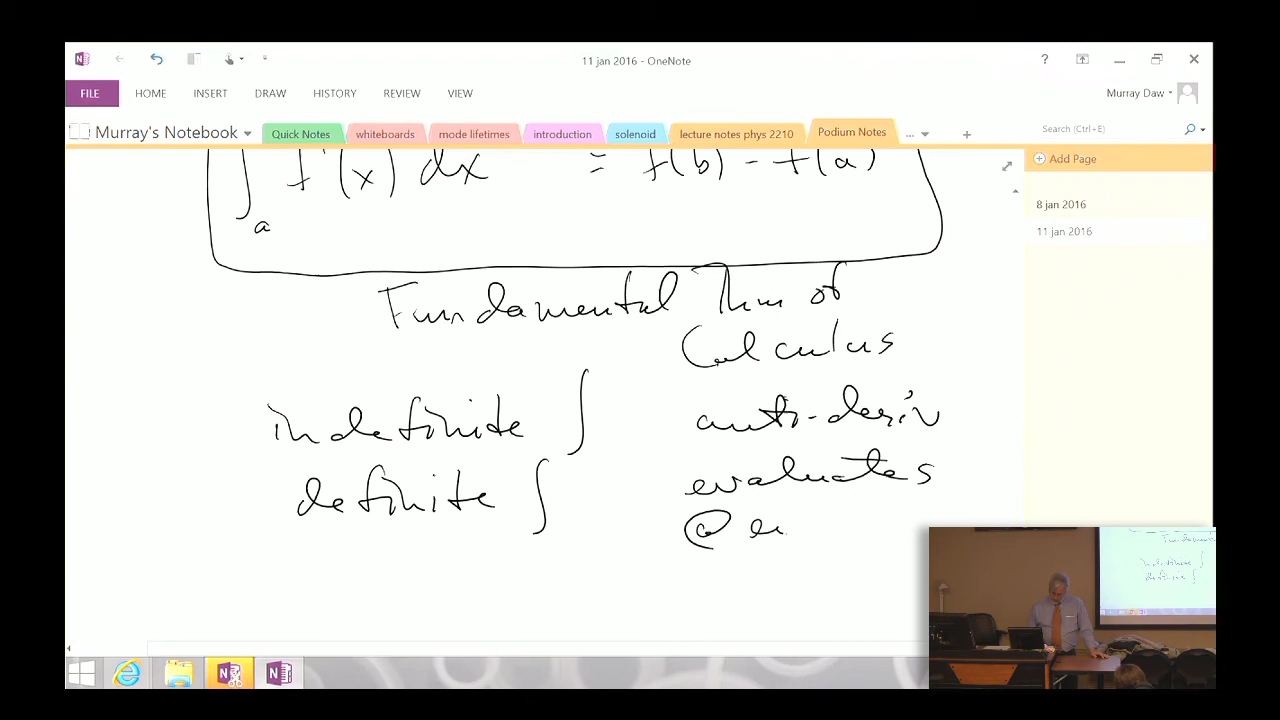 11 jan 2016 - OneNote
FILE HOME INSERT DRAW HISTORY REVIEW VIEW
Murray Daw
Murray's Notebook Quick Notes whiteboards mode lifetimes introduction solenoid lecture notes phys 2210 Podium Notes ... +
Search (Ctrl+E)
Add Page
8 jan 2016
11 jan 2016
∫ f'(x) dx = f(b) - f(a)
a
Fundamental Thm of
Calculus
indefinite ∫ anti-deriv
definite ∫ evaluates
@ en